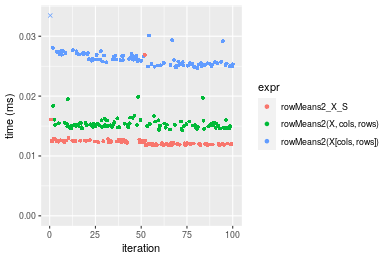 0.03
0.02
0.01
0.00
time (ms)
0
25
50
75
100
iteration
expr
rowMeans2_X_S
rowMeans2(X, cols, rows)
rowMeans2(X[cols, rows])